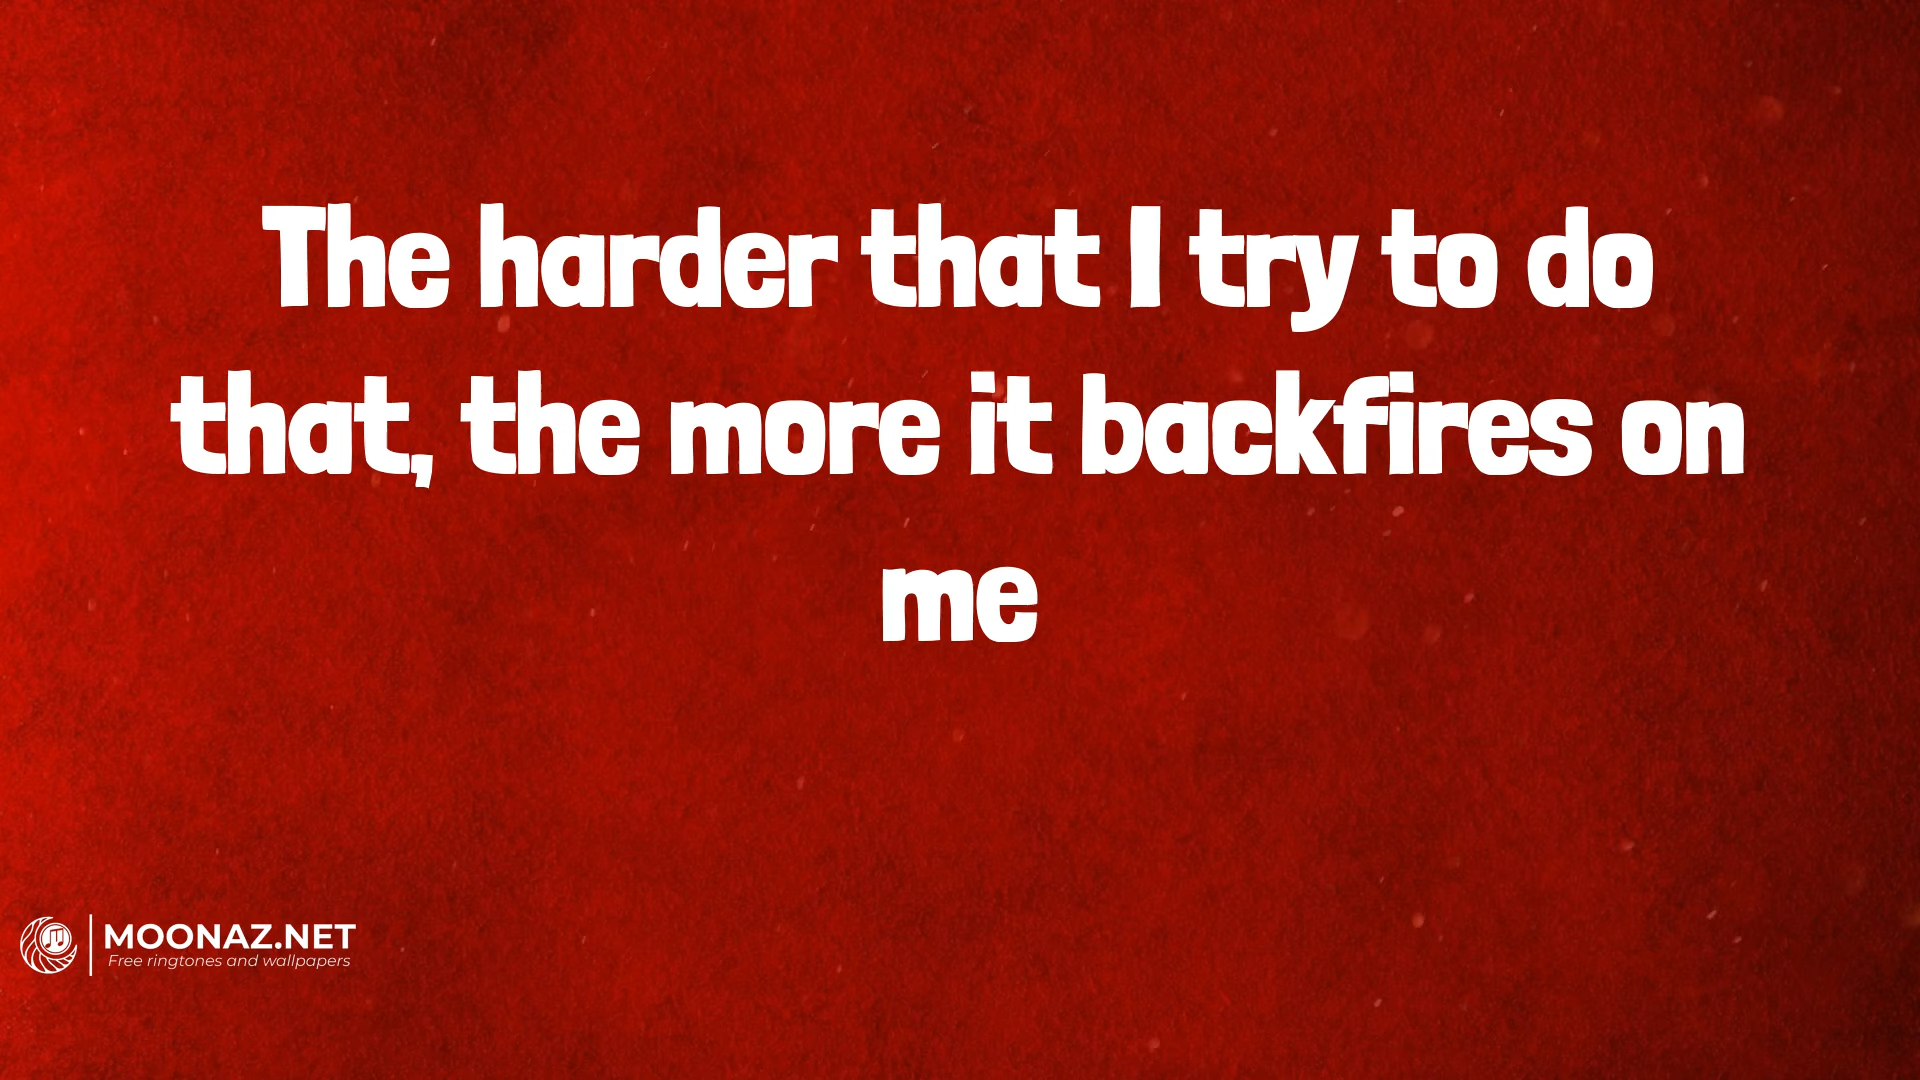 The harder that I try to do
that, the more it backfires on
me
MOONAZ.NET
Free ringtones and wallpapers